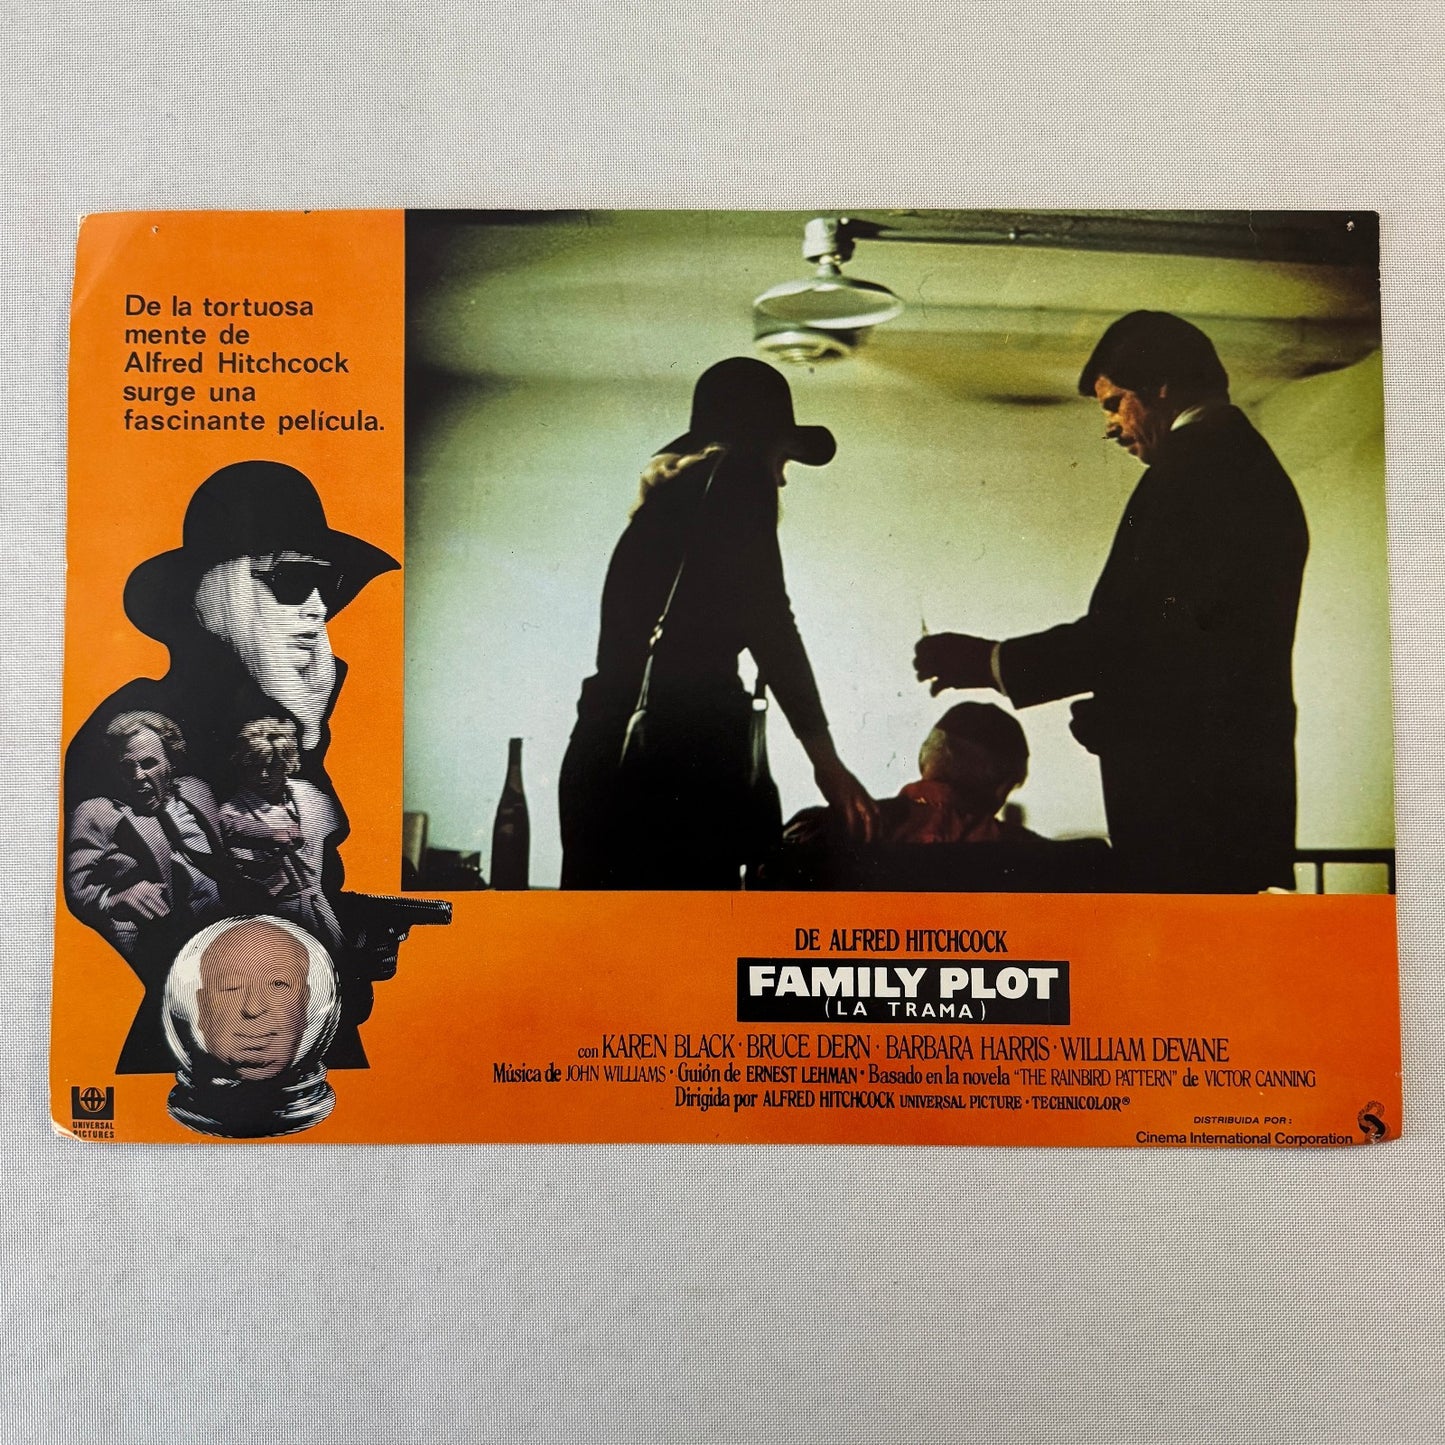 De la tortuosa
mente de
Alfred Hitchcock
surge una
fascinante película.
DE ALFRED HITCHCOCK
FAMILY PLOT
(LA TRAMA)
con KAREN BLACK · BRUCE DERN · BARBARA HARRIS · WILLIAM DEVANE
Música de JOHN WILLIAMS · Guión de ERNEST LEHMAN · Basado en la novela "THE RAINBIRD PATTERN" de VICTOR CANNING
Dirigida por ALFRED HITCHCOCK UNIVERSAL PICTURE · TECHNICOLOR®
UNIVERSAL
PICTURES
DISTRIBUIDA POR:
Cinema International Corporation